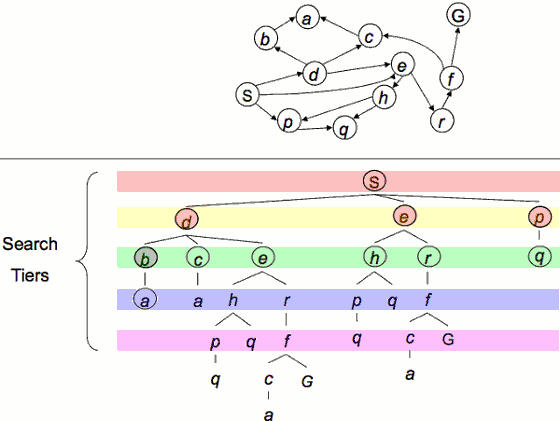 a
G
b
c
d
e
f
S
h
p
q
r
S
d e p
Search
Tiers
b c e h r q
a a h r p q f
p q f q c G
q c G a
a